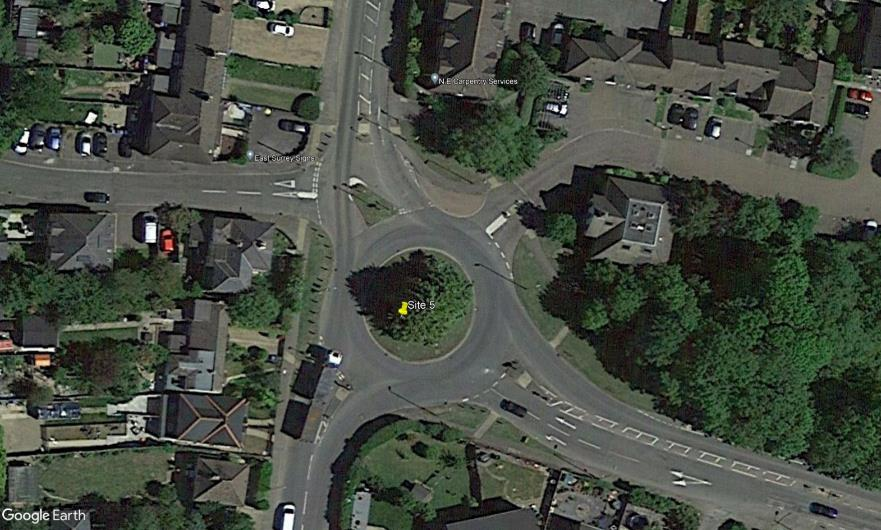 N.E Carpentry Services
East Surrey Signs
Site 5
Google Earth